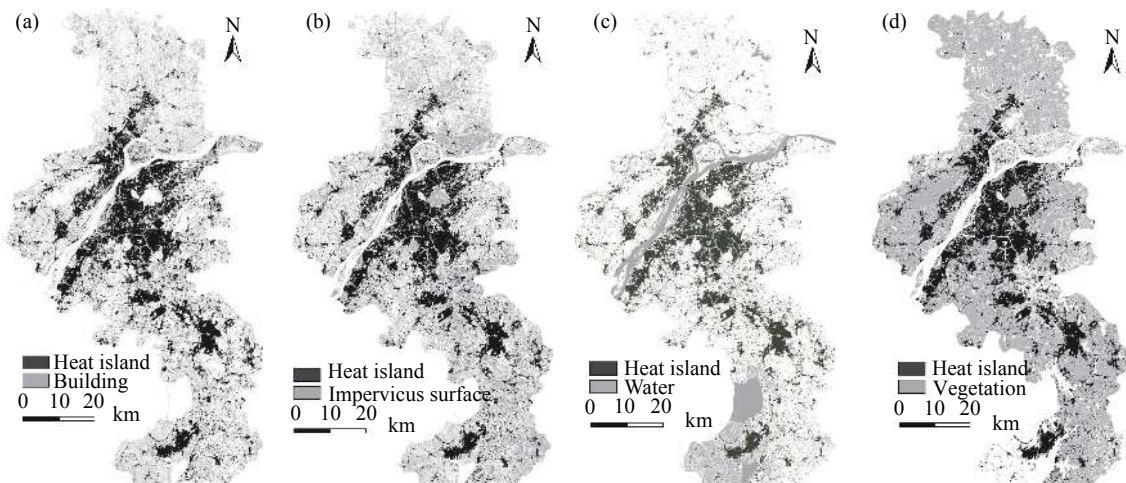 (a)
N
Heat island
Building
0 10 20
km
(b)
N
Heat island
Impervicus surface
0 10 20
km
(c)
N
Heat island
Water
0 10 20
km
(d)
N
Heat island
Vegetation
0 10 20
km